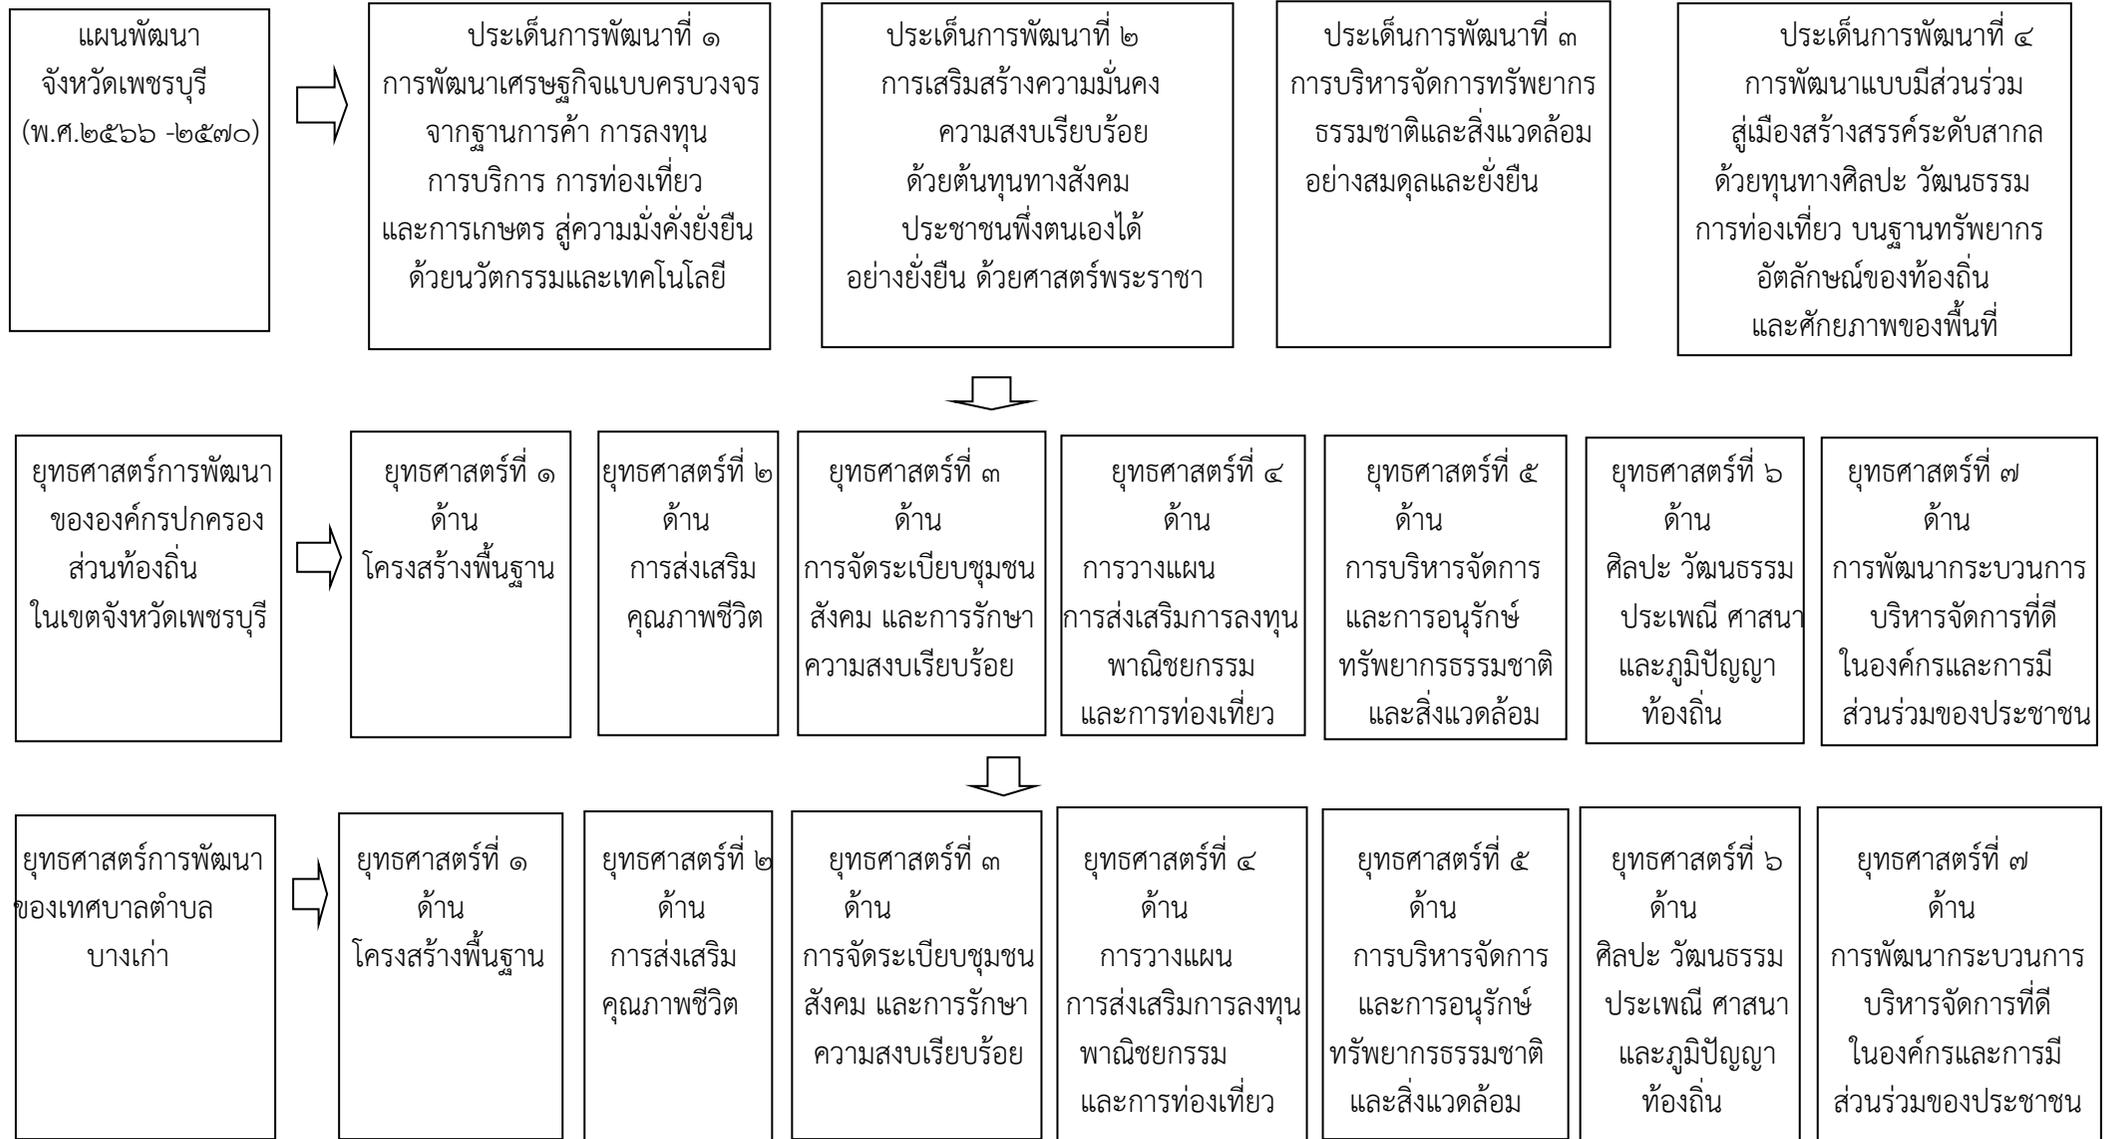 แผนพัฒนา
จังหวัดเพชรบุรี
(พ.ศ.๒๕๖๖ -๒๕๗๐)
ประเด็นการพัฒนาที่ ๑
การพัฒนาเศรษฐกิจแบบครบวงจร
จากฐานการค้า การลงทุน
การบริการ การท่องเที่ยว
และการเกษตร สู่ความมั่งคั่งยั่งยืน
ด้วยนวัตกรรมและเทคโนโลยี
ประเด็นการพัฒนาที่ ๒
การเสริมสร้างความมั่นคง
ความสงบเรียบร้อย
ด้วยต้นทุนทางสังคม
ประชาชนพึ่งตนเองได้
อย่างยั่งยืน ด้วยศาสตร์พระราชา
ประเด็นการพัฒนาที่ ๓
การบริหารจัดการทรัพยากร
ธรรมชาติและสิ่งแวดล้อม
อย่างสมดุลและยั่งยืน
ประเด็นการพัฒนาที่ ๔
การพัฒนาแบบมีส่วนร่วม
สู่เมืองสร้างสรรค์ระดับสากล
ด้วยทุนทางศิลปะ วัฒนธรรม
การท่องเที่ยว บนฐานทรัพยากร
อัตลักษณ์ของท้องถิ่น
และศักยภาพของพื้นที่
ยุทธศาสตร์การพัฒนา
ขององค์กรปกครอง
ส่วนท้องถิ่น
ในเขตจังหวัดเพชรบุรี
ยุทธศาสตร์ที่ ๑
ด้าน
โครงสร้างพื้นฐาน
ยุทธศาสตร์ที่ ๒
ด้าน
การส่งเสริม
คุณภาพชีวิต
ยุทธศาสตร์ที่ ๓
ด้าน
การจัดระเบียบชุมชน
สังคม และการรักษา
ความสงบเรียบร้อย
ยุทธศาสตร์ที่ ๔
ด้าน
การวางแผน
การส่งเสริมการลงทุน
พาณิชยกรรม
และการท่องเที่ยว
ยุทธศาสตร์ที่ ๕
ด้าน
การบริหารจัดการ
และการอนุรักษ์
ทรัพยากรธรรมชาติ
และสิ่งแวดล้อม
ยุทธศาสตร์ที่ ๖
ด้าน
ศิลปะ วัฒนธรรม
ประเพณี ศาสนา
และภูมิปัญญา
ท้องถิ่น
ยุทธศาสตร์ที่ ๗
ด้าน
การพัฒนากระบวนการ
บริหารจัดการที่ดี
ในองค์กรและการมี
ส่วนร่วมของประชาชน
ยุทธศาสตร์การพัฒนา
ของเทศบาลตำบล
บางเก่า
ยุทธศาสตร์ที่ ๑
ด้าน
โครงสร้างพื้นฐาน
ยุทธศาสตร์ที่ ๒
ด้าน
การส่งเสริม
คุณภาพชีวิต
ยุทธศาสตร์ที่ ๓
ด้าน
การจัดระเบียบชุมชน
สังคม และการรักษา
ความสงบเรียบร้อย
ยุทธศาสตร์ที่ ๔
ด้าน
การวางแผน
การส่งเสริมการลงทุน
พาณิชยกรรม
และการท่องเที่ยว
ยุทธศาสตร์ที่ ๕
ด้าน
การบริหารจัดการ
และการอนุรักษ์
ทรัพยากรธรรมชาติ
และสิ่งแวดล้อม
ยุทธศาสตร์ที่ ๖
ด้าน
ศิลปะ วัฒนธรรม
ประเพณี ศาสนา
และภูมิปัญญา
ท้องถิ่น
ยุทธศาสตร์ที่ ๗
ด้าน
การพัฒนากระบวนการ
บริหารจัดการที่ดี
ในองค์กรและการมี
ส่วนร่วมของประชาชน